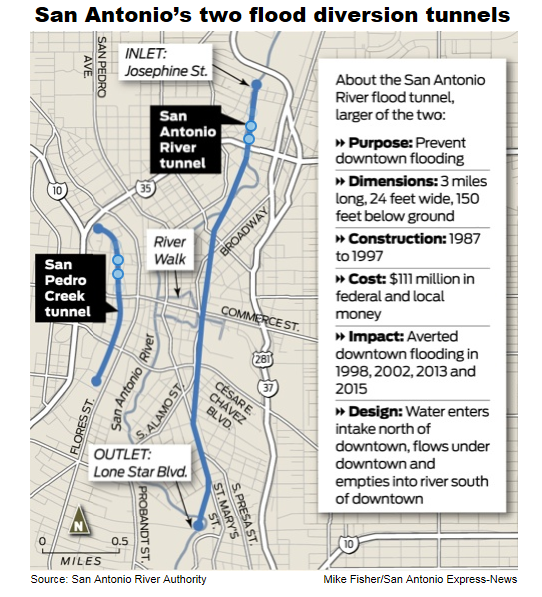 San Antonio's two flood diversion tunnels
SAN PEDRO
AVE.
INLET:
Josephine St.
San
Antonio
River
tunnel
10
35
River
Walk
BROADWAY
San
Pedro
Creek
tunnel
COMMERCE ST.
281
37
San Antonio River
S. ALAMO ST.
CÉSAR E.
CHÁVEZ
BLVD.
FLORES ST.
OUTLET:
Lone Star Blvd.
PROBANDT ST.
ST. MARY'S
ST.
S. PRESA ST.
N
0 0.5
MILES
10
About the San Antonio
River flood tunnel,
larger of the two:
Purpose: Prevent
downtown flooding
Dimensions: 3 miles
long, 24 feet wide, 150
feet below ground
Construction: 1987
to 1997
Cost: $111 million in
federal and local
money
Impact: Averted
downtown flooding in
1998, 2002, 2013 and
2015
Design: Water enters
intake north of
downtown, flows under
downtown and
empties into river south
of downtown
Source: San Antonio River Authority
Mike Fisher/San Antonio Express-News